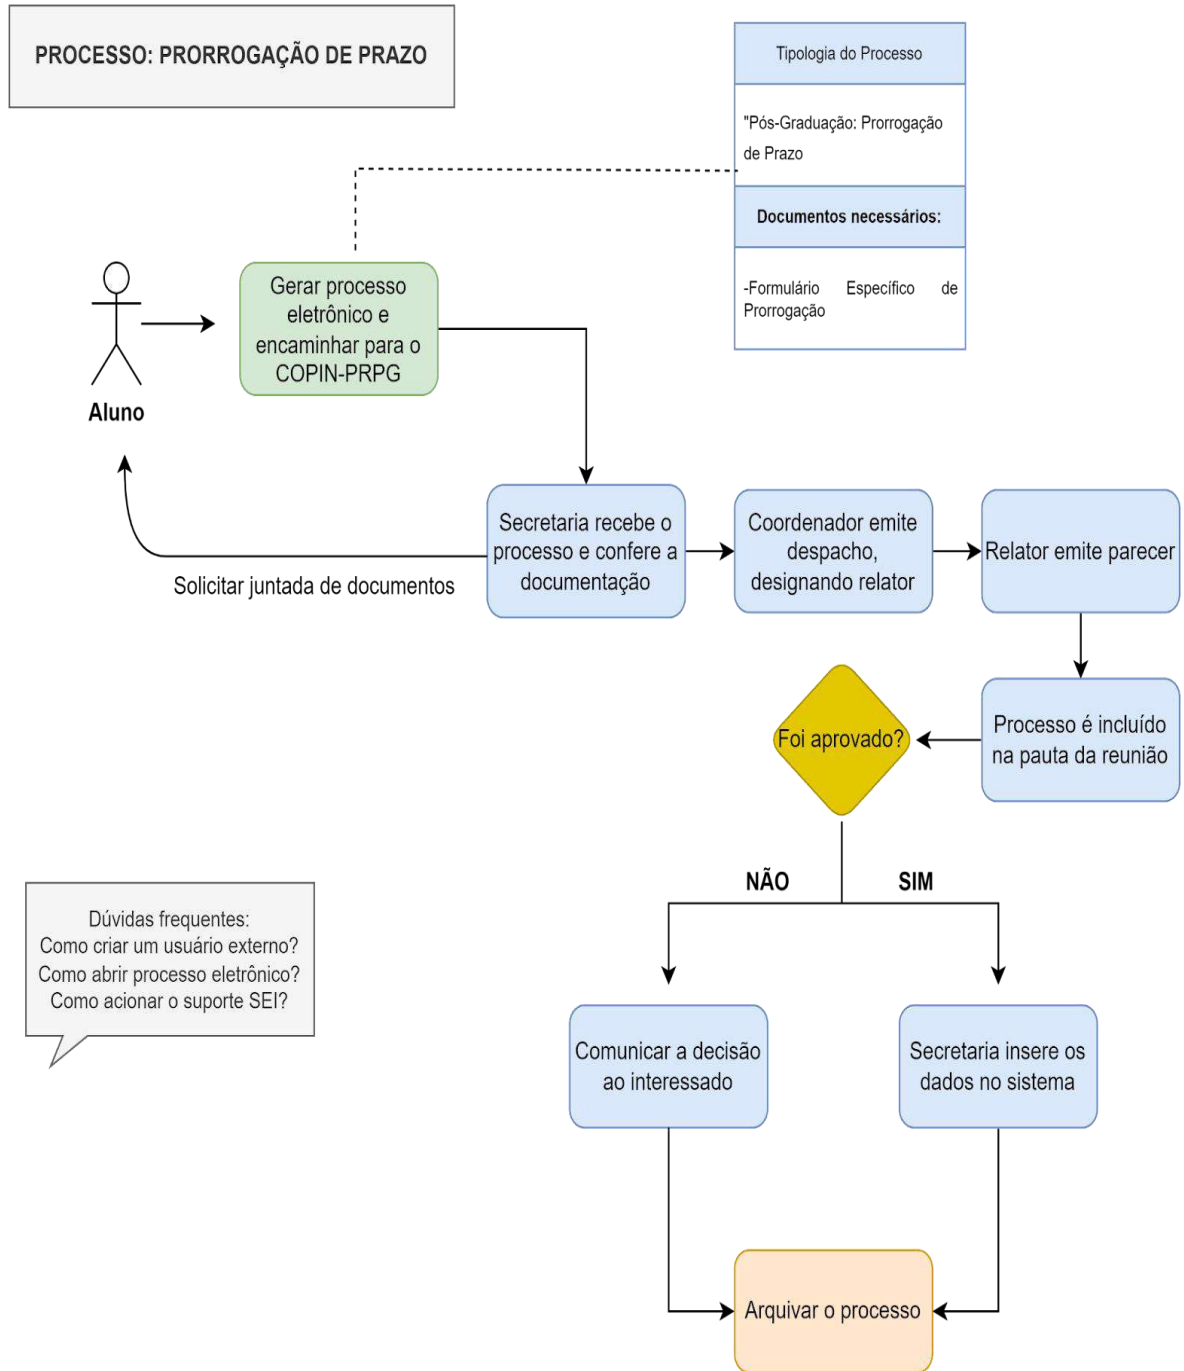 PROCESSO: PRORROGAÇÃO DE PRAZO
Tipologia do Processo
"Pós-Graduação: Prorrogação
de Prazo
Documentos necessários:
-Formulário Específico de
Prorrogação
Gerar processo
eletrônico e
encaminhar para o
COPIN-PRPG
Aluno
Secretaria recebe o
processo e confere a
documentação
Solicitar juntada de documentos
Coordenador emite
despacho,
designando relator
Relator emite parecer
Processo é incluído
na pauta da reunião
Foi aprovado?
NÃO
SIM
Dúvidas frequentes:
Como criar um usuário externo?
Como abrir processo eletrônico?
Como acionar o suporte SEI?
Comunicar a decisão
ao interessado
Secretaria insere os
dados no sistema
Arquivar o processo